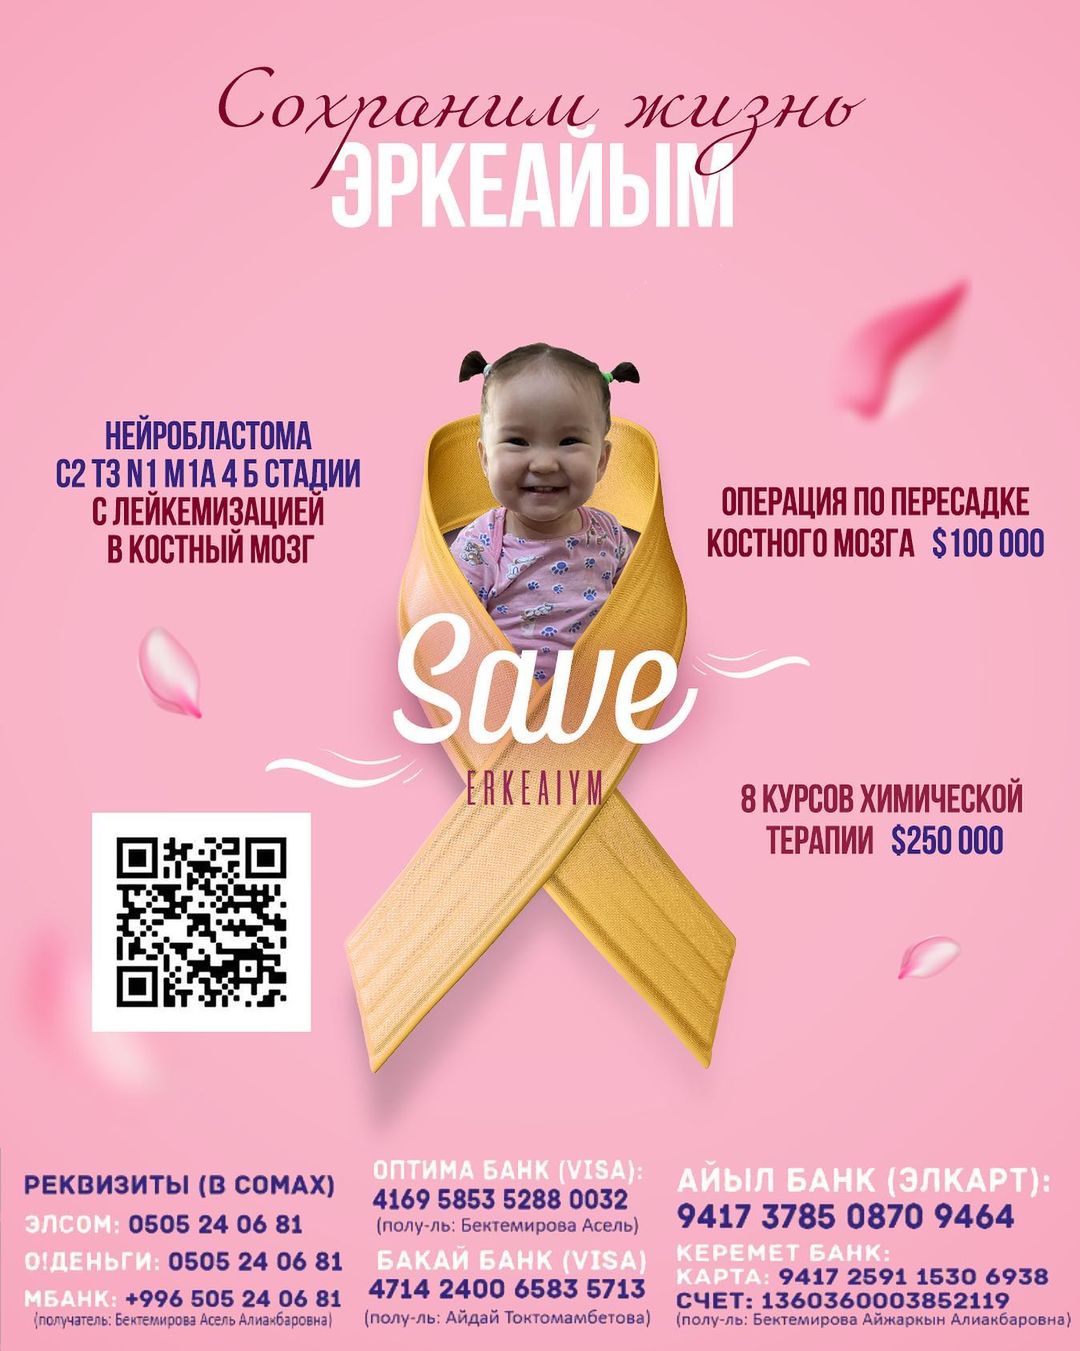 Сохраним жизнь
ЭРКЕАЙЫМ
НЕЙРОБЛАСТОМА
С2 Т3 N1 М1А 4 Б СТАДИИ
С ЛЕЙКЕМИЗАЦИЕЙ
В КОСТНЫЙ МОЗГ
ОПЕРАЦИЯ ПО ПЕРЕСАДКЕ
КОСТНОГО МОЗГА $100 000
Save
ERKEAIYM
8 КУРСОВ ХИМИЧЕСКОЙ
ТЕРАПИИ $250 000
РЕКВИЗИТЫ (В СОМАХ)
ЭЛСОМ: 0505 24 06 81
О!ДЕНЬГИ: 0505 24 06 81
МБАНК: +996 505 24 06 81
(получатель: Бектемирова Асель Алиакбаровна)
ОПТИМА БАНК (VISA):
4169 5853 5288 0032
(полу-ль: Бектемирова Асель)
БАКАЙ БАНК (VISA)
4714 2400 6583 5713
(полу-ль: Айдай Токтомамбетова)
АЙЫЛ БАНК (ЭЛКАРТ):
9417 3785 0870 9464
КЕРЕМЕТ БАНК:
КАРТА: 9417 2591 1530 6938
СЧЕТ: 1360360003852119
(полу-ль: Бектемирова Айжаркын Алиакбаровна)